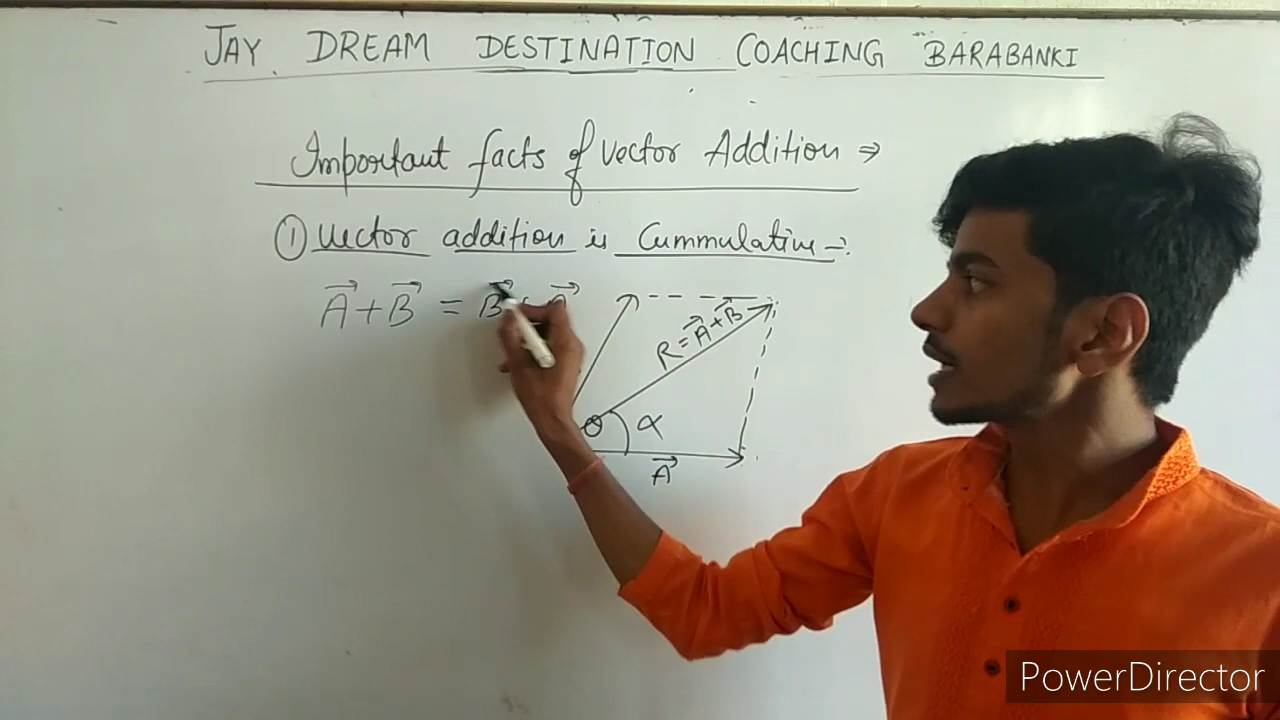 JAY DREAM DESTINATION COACHING BARABANKI
Important facts of vector Addition ⇒
① Vector addition is Cummulative -:
A⃗ + B⃗ = B⃗ + A⃗
R = A⃗ + B⃗
θ α
A⃗
PowerDirector